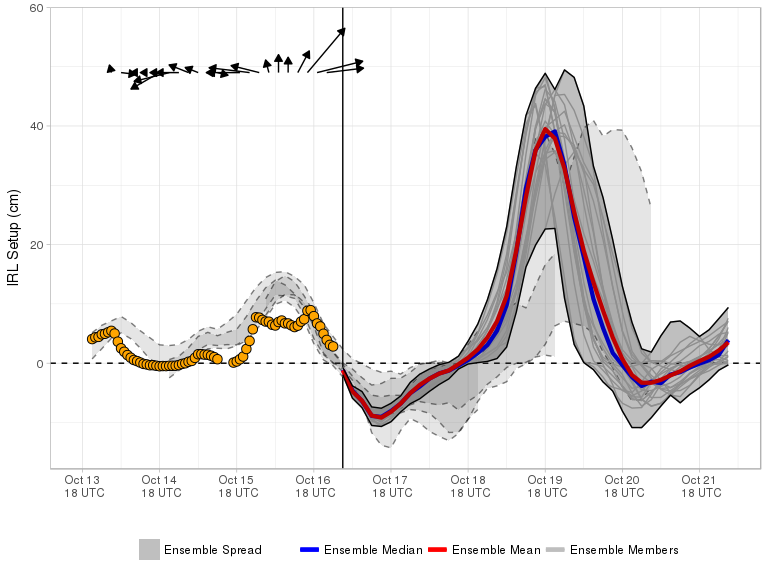 60
40
20
0
IRL Setup (cm)
Oct 13
18 UTC
Oct 14
18 UTC
Oct 15
18 UTC
Oct 16
18 UTC
Oct 17
18 UTC
Oct 18
18 UTC
Oct 19
18 UTC
Oct 20
18 UTC
Oct 21
18 UTC
Ensemble Spread
Ensemble Median
Ensemble Mean
Ensemble Members